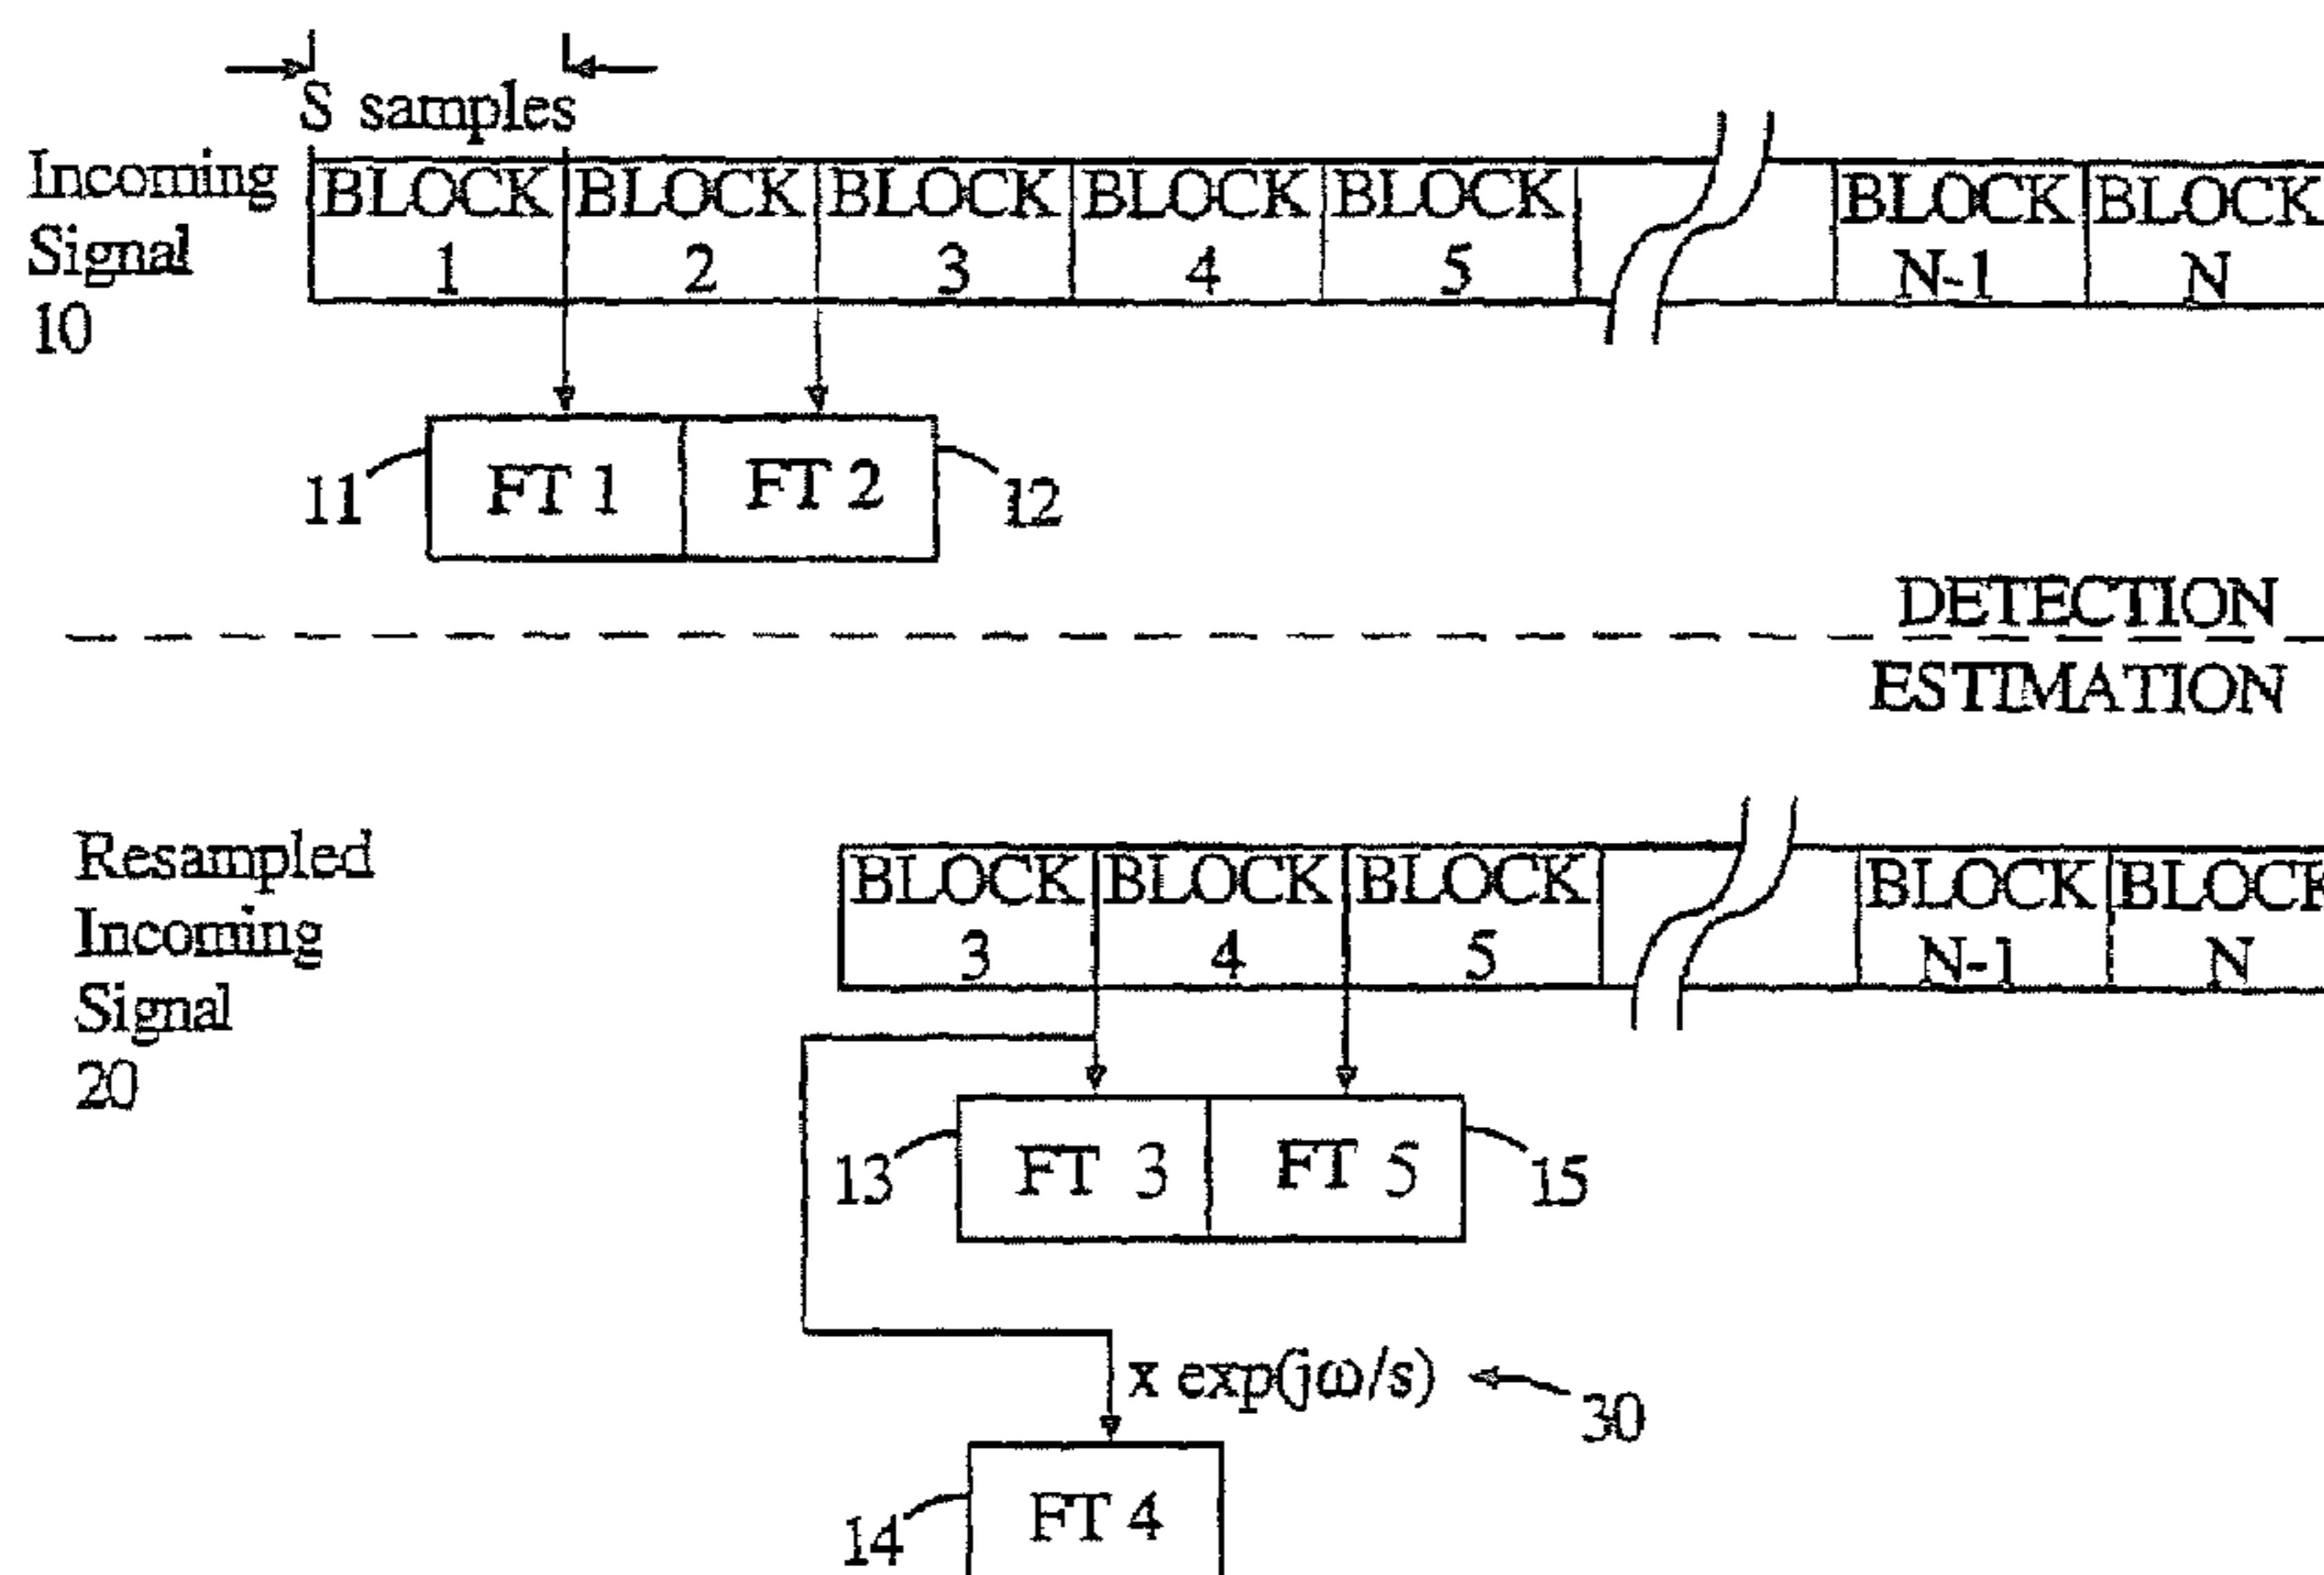 S samples
Incoming
Signal
10
BLOCK
1
BLOCK
2
BLOCK
3
BLOCK
4
BLOCK
5
BLOCK
N-1
BLOCK
N
11
FT 1
FT 2
12
DETECTION
ESTIMATION
Resampled
Incoming
Signal
20
BLOCK
3
BLOCK
4
BLOCK
5
BLOCK
N-1
BLOCK
N
13
FT 3
FT 5
15
x exp(jω/s)
30
14
FT 4